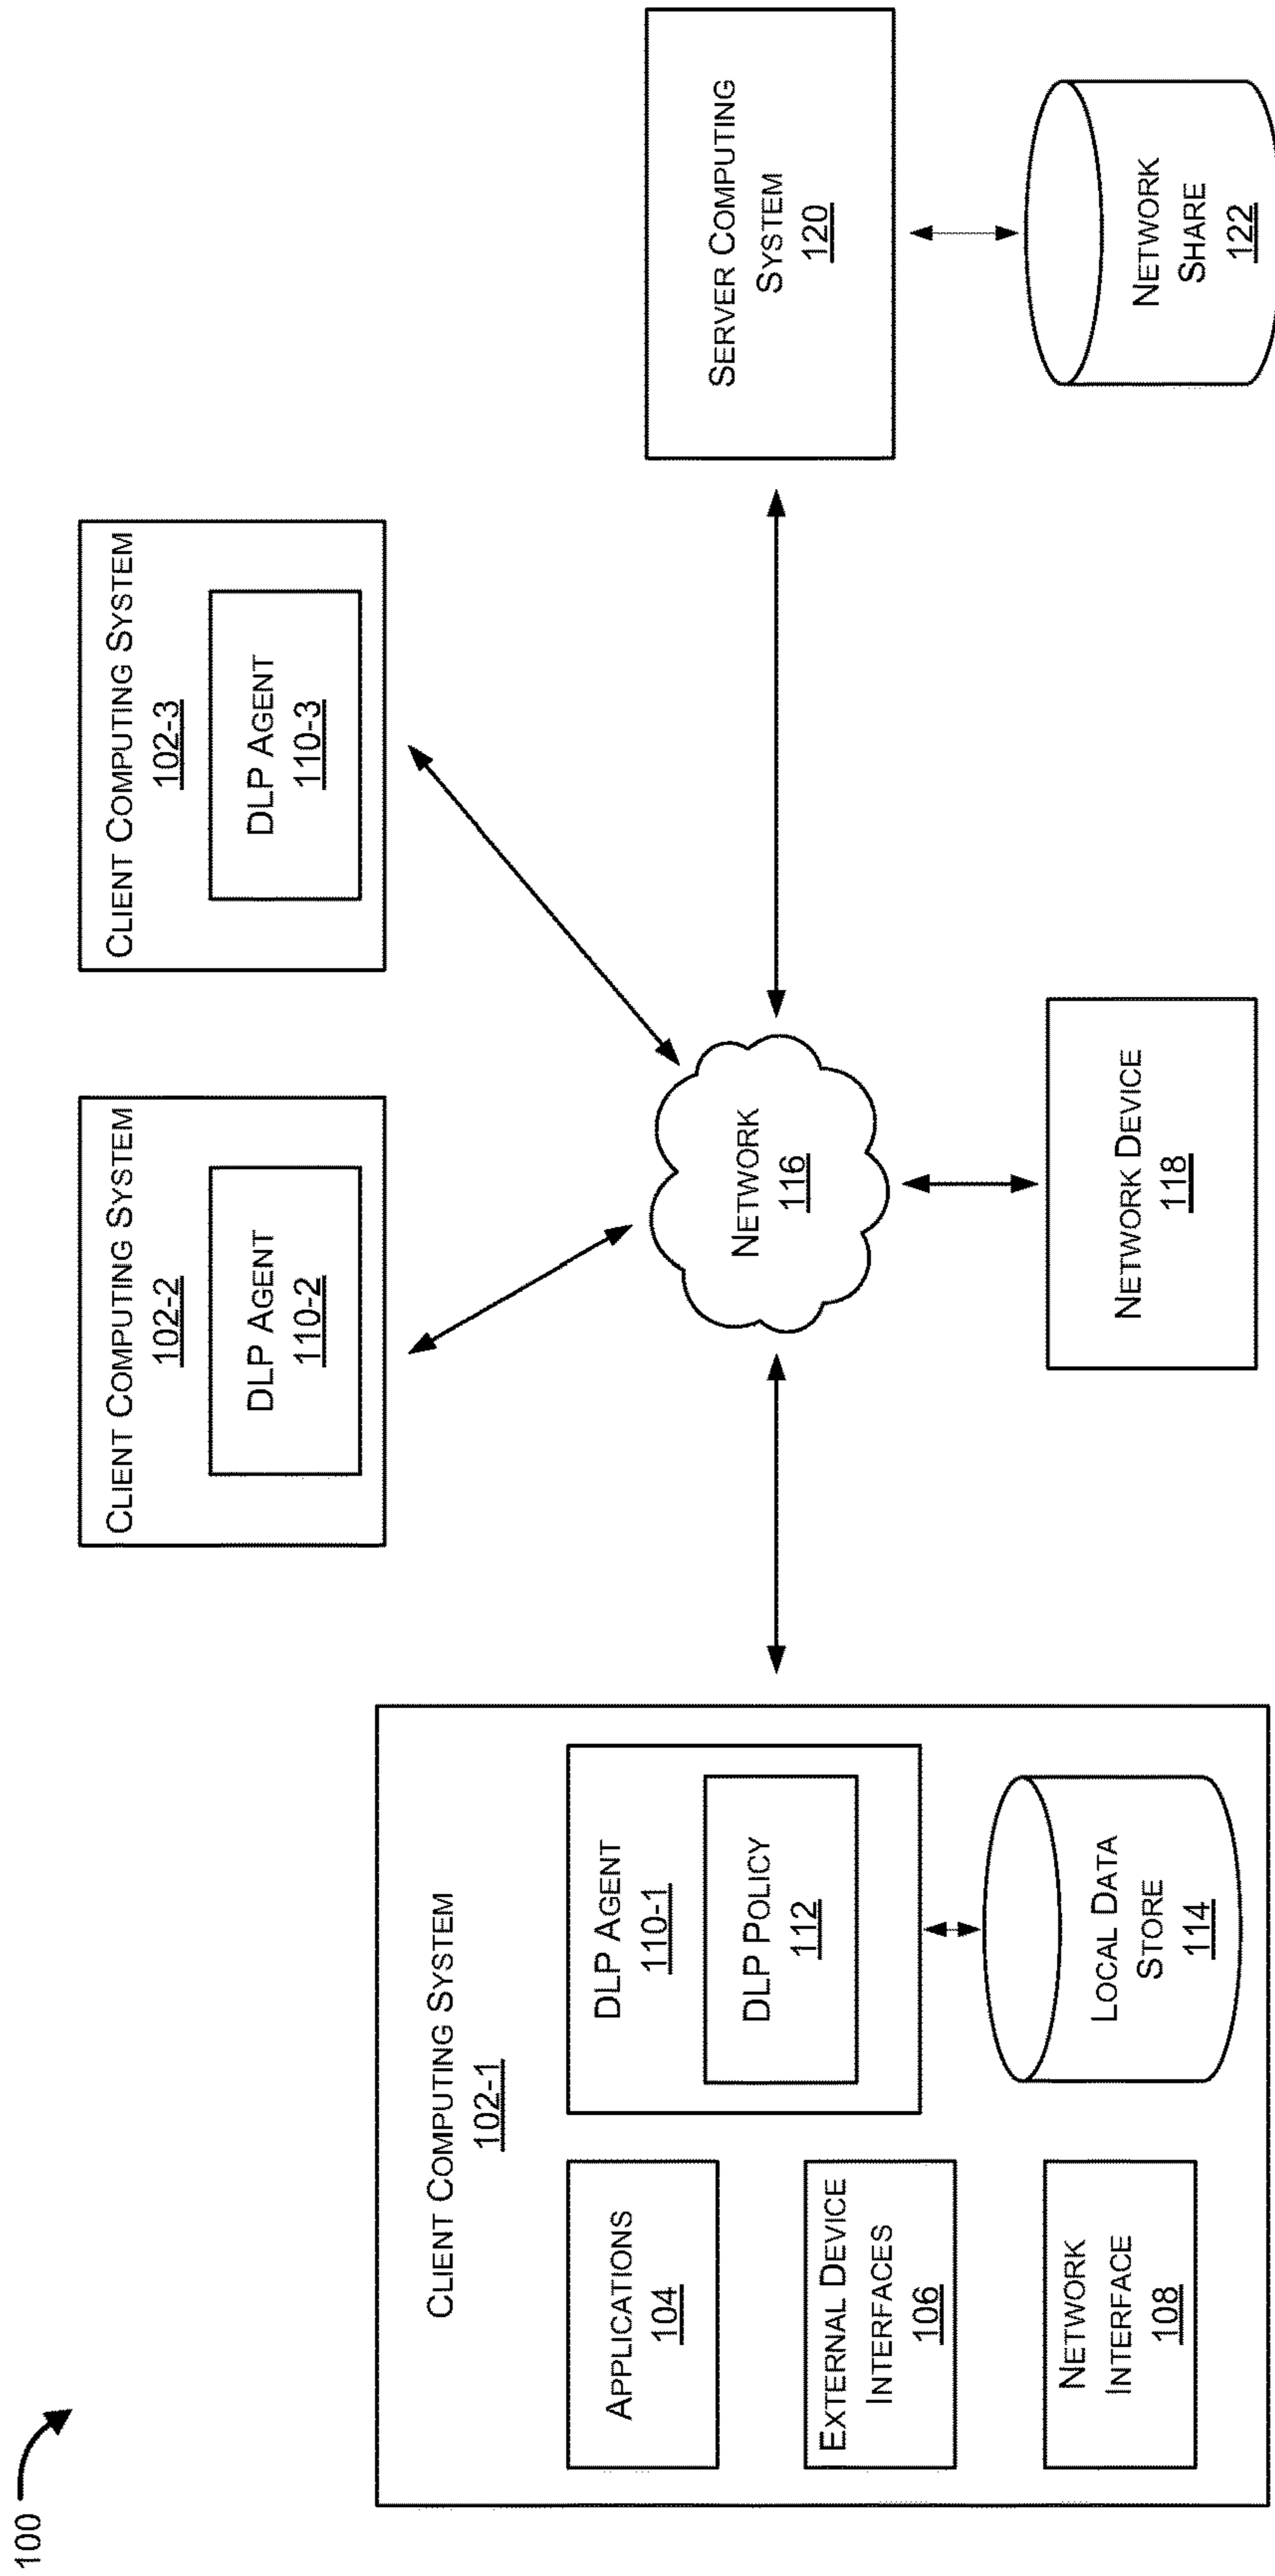 100
CLIENT COMPUTING SYSTEM
102-1
APPLICATIONS
104
EXTERNAL DEVICE
INTERFACES
106
NETWORK
INTERFACE
108
DLP AGENT
110-1
DLP POLICY
112
LOCAL DATA
STORE
114
CLIENT COMPUTING SYSTEM
102-2
DLP AGENT
110-2
CLIENT COMPUTING SYSTEM
102-3
DLP AGENT
110-3
NETWORK
116
NETWORK DEVICE
118
SERVER COMPUTING
SYSTEM
120
NETWORK
SHARE
122